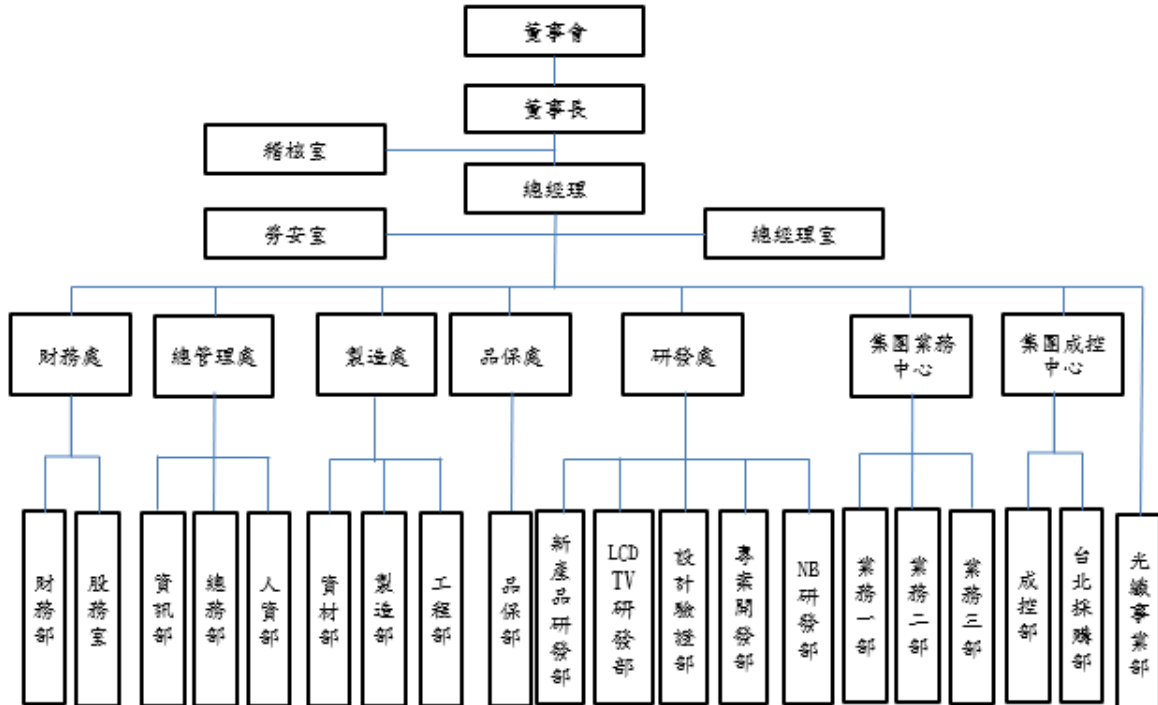 董事會
董事長
稽核室
總經理
勞安室
總經理室
財務處
總管理處
製造處
品保處
研發處
集團業務
中心
集團成控
中心
財務部
股務室
資訊部
總務部
人資部
資材部
製造部
工程部
品保部
新產品研發部
LCD TV研發部
設計驗證部
專案開發部
NB研發部
業務一部
業務二部
業務三部
成控部
台北採購部
光纖事業部